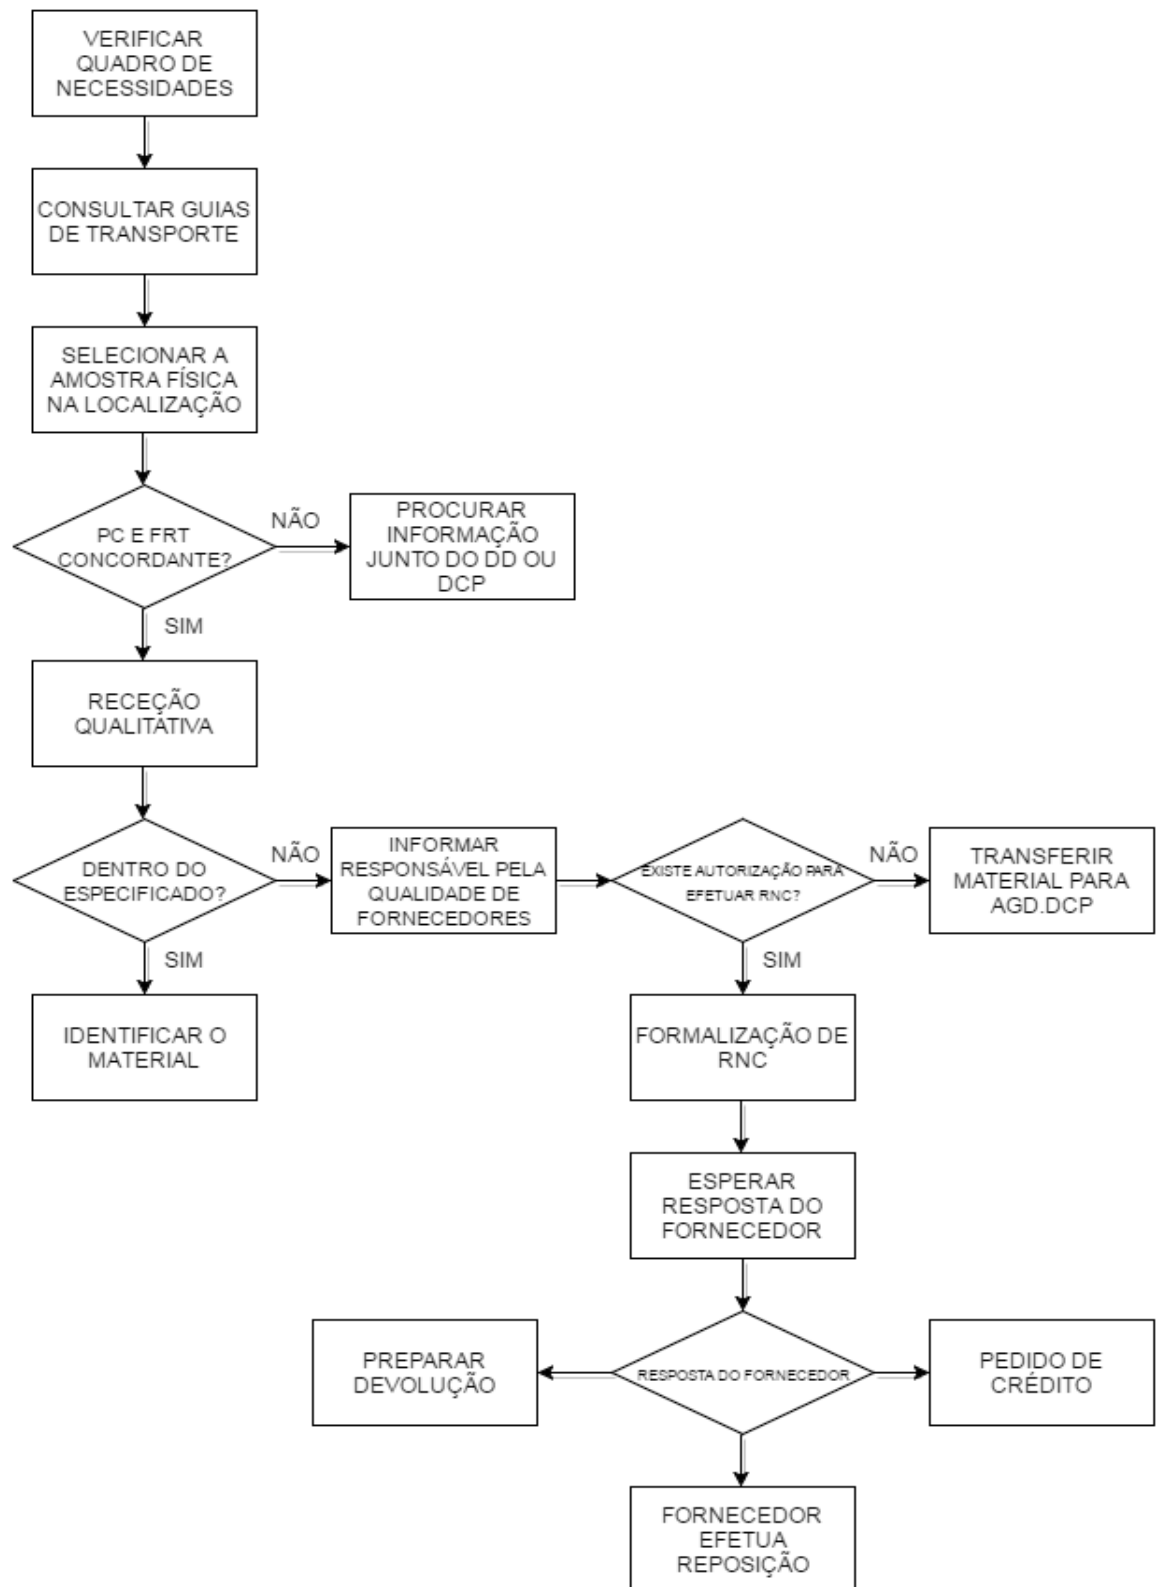 VERIFICAR
QUADRO DE
NECESSIDADES
CONSULTAR GUIAS
DE TRANSPORTE
SELECIONAR A
AMOSTRA FÍSICA
NA LOCALIZAÇÃO
PC E FRT
CONCORDANTE?
NÃO
PROCURAR
INFORMAÇÃO
JUNTO DO DD OU
DCP
SIM
RECEÇÃO
QUALITATIVA
DENTRO DO
ESPECIFICADO?
NÃO
INFORMAR
RESPONSÁVEL PELA
QUALIDADE DE
FORNECEDORES
EXISTE AUTORIZAÇÃO PARA
EFETUAR RNC?
NÃO
TRANSFERIR
MATERIAL PARA
AGD.DCP
SIM
IDENTIFICAR O
MATERIAL
SIM
FORMALIZAÇÃO DE
RNC
ESPERAR
RESPOSTA DO
FORNECEDOR
PREPARAR
DEVOLUÇÃO
RESPOSTA DO FORNECEDOR
PEDIDO DE
CRÉDITO
FORNECEDOR
EFETUA
REPOSIÇÃO